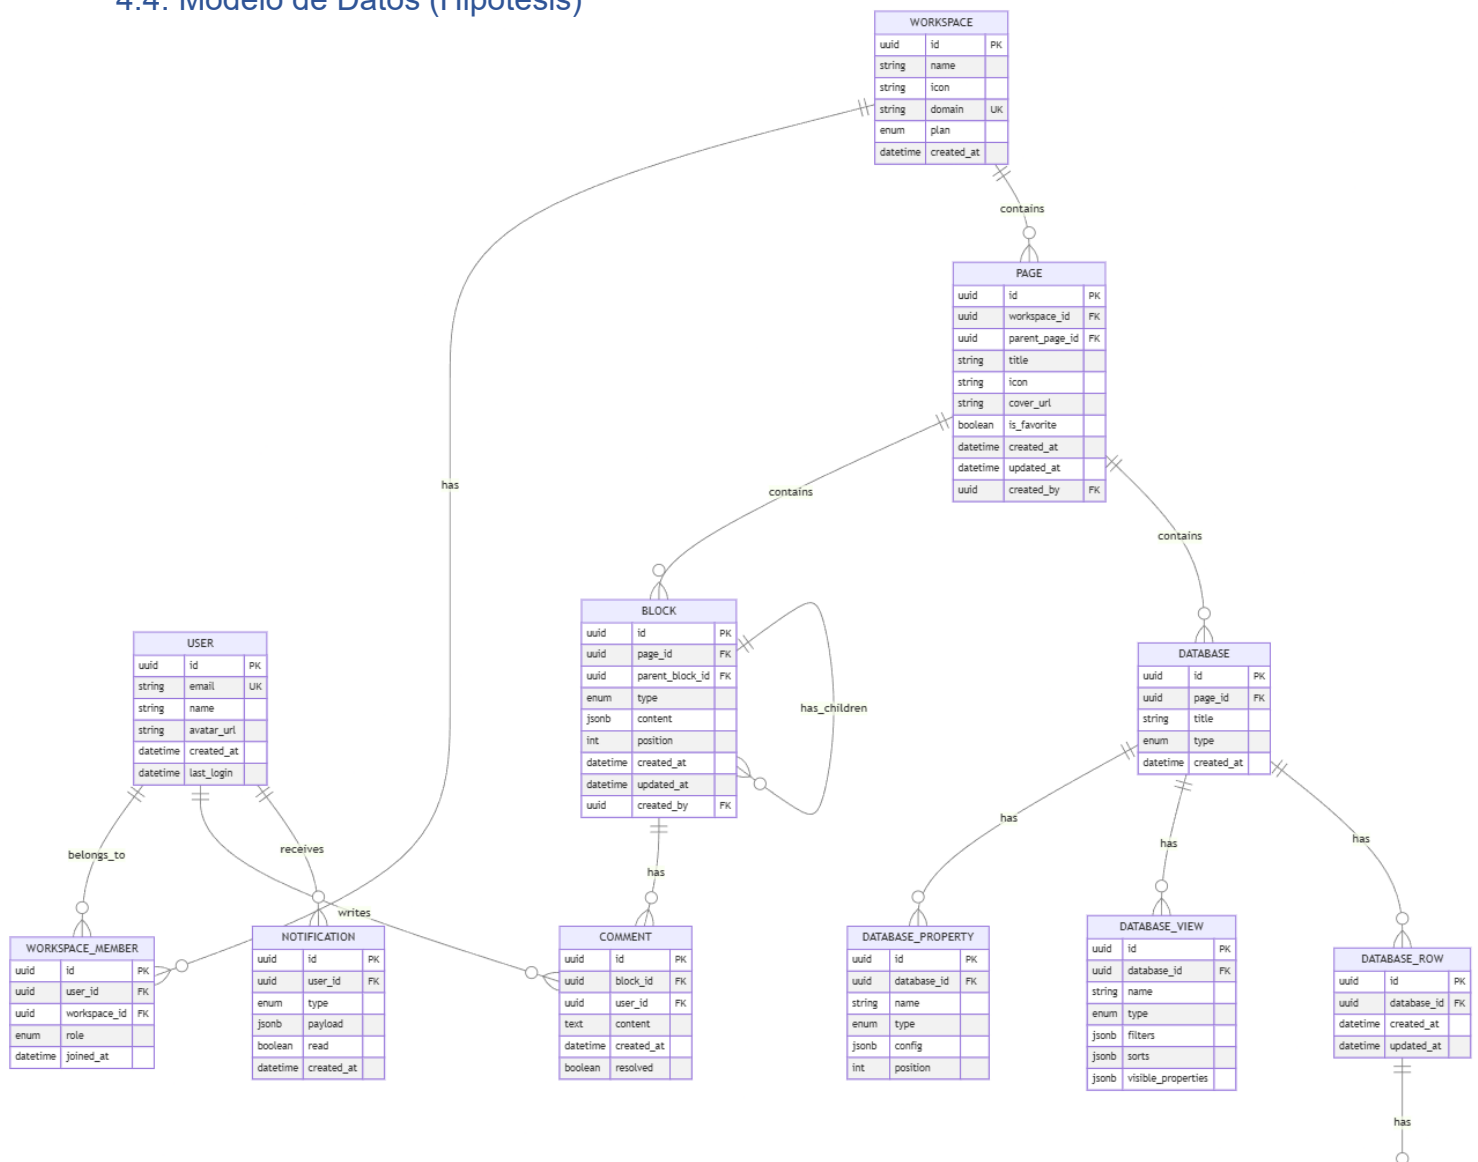 4.4. Modelo de Datos (Hipótesis)
WORKSPACE
uuid id PK
string name
string icon
string domain UK
enum plan
datetime created_at
contains
PAGE
uuid id PK
uuid workspace_id FK
uuid parent_page_id FK
string title
string icon
string cover_url
boolean is_favorite
datetime created_at
datetime updated_at
uuid created_by FK
has
contains
contains
BLOCK
uuid id PK
uuid page_id FK
uuid parent_block_id FK
enum type
jsonb content
int position
datetime created_at
datetime updated_at
uuid created_by FK
has_children
USER
uuid id PK
string email UK
string name
string avatar_url
datetime created_at
datetime last_login
DATABASE
uuid id PK
uuid page_id FK
string title
enum type
datetime created_at
belongs_to
receives
writes
has
has
has
has
WORKSPACE_MEMBER
uuid id PK
uuid user_id FK
uuid workspace_id FK
enum role
datetime joined_at
NOTIFICATION
uuid id PK
uuid user_id FK
enum type
jsonb payload
boolean read
datetime created_at
COMMENT
uuid id PK
uuid block_id FK
uuid user_id FK
text content
datetime created_at
boolean resolved
DATABASE_PROPERTY
uuid id PK
uuid database_id FK
string name
enum type
jsonb config
int position
DATABASE_VIEW
uuid id PK
uuid database_id FK
string name
enum type
jsonb filters
jsonb sorts
jsonb visible_properties
DATABASE_ROW
uuid id PK
uuid database_id FK
datetime created_at
datetime updated_at
has